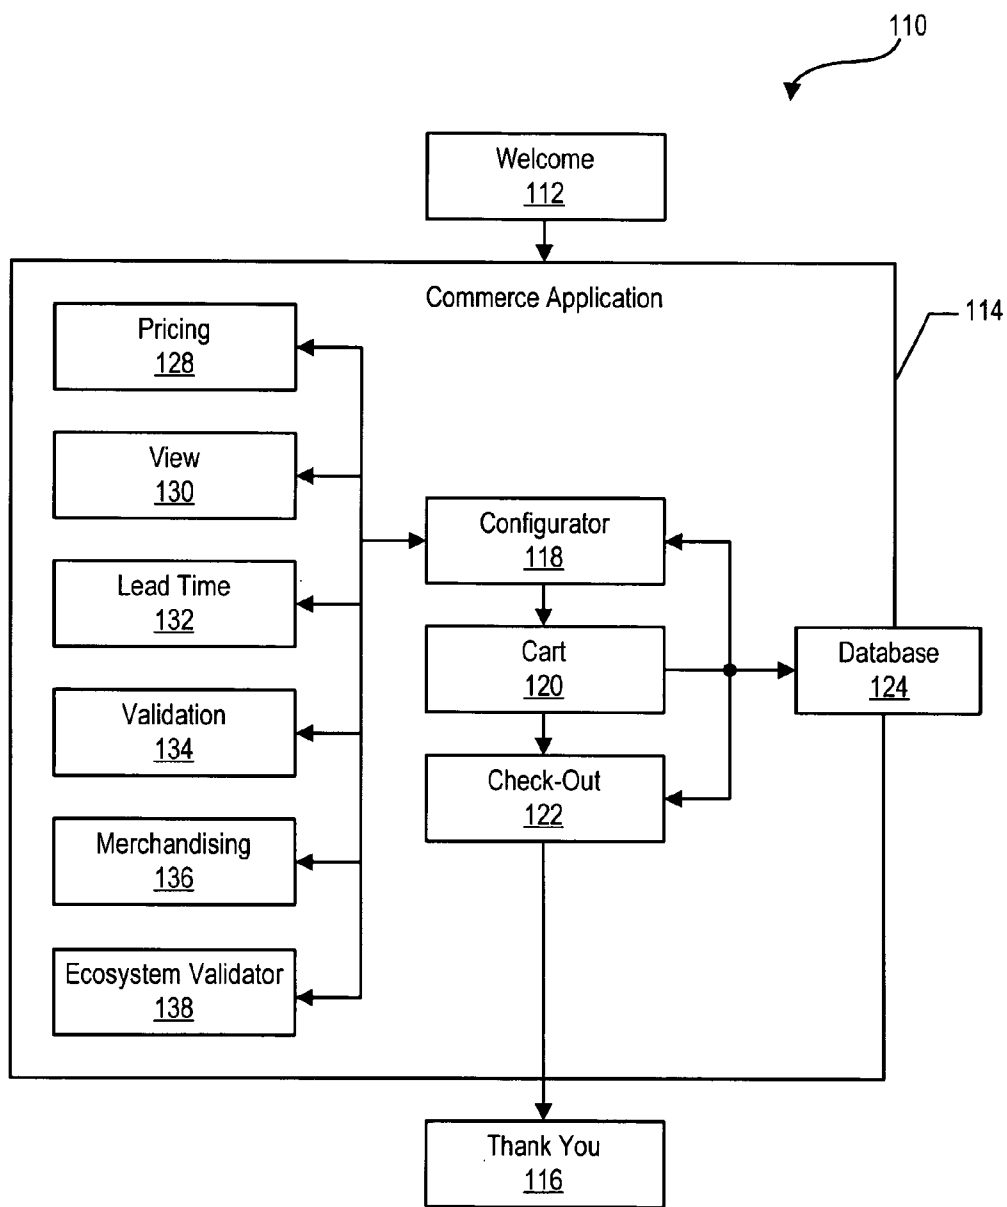 110
Welcome
112
Commerce Application
114
Pricing
128
View
130
Configurator
118
Lead Time
132
Cart
120
Database
124
Validation
134
Check-Out
122
Merchandising
136
Ecosystem Validator
138
Thank You
116